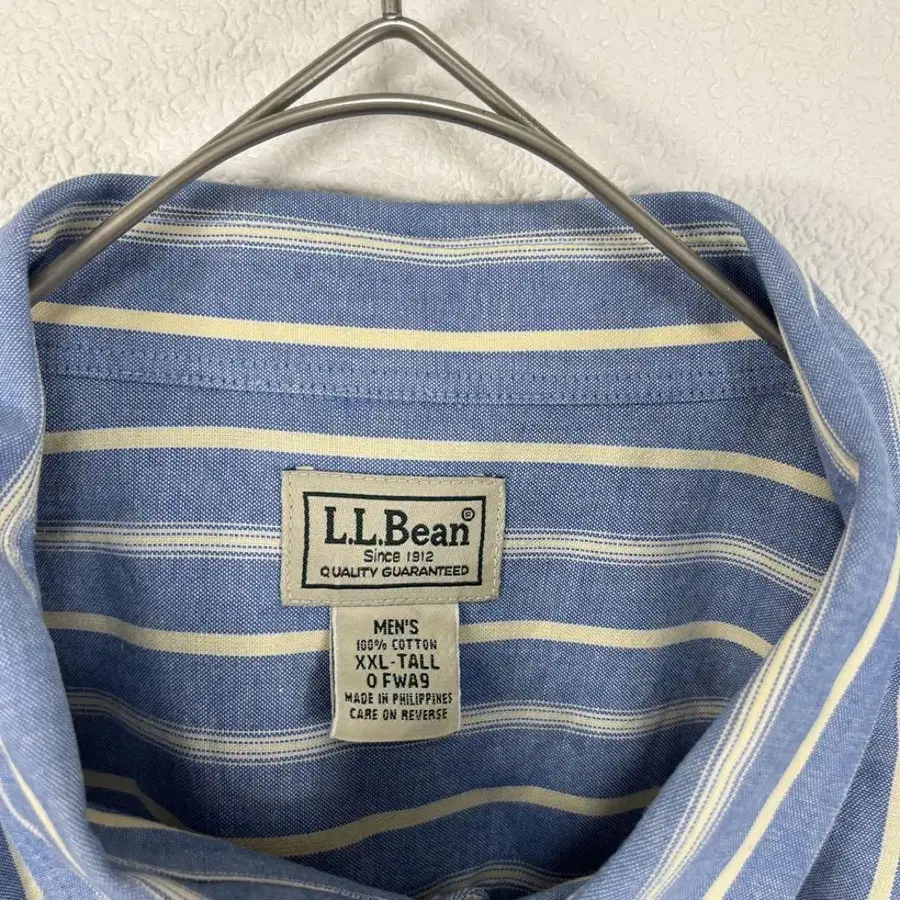 L.L.Bean®
Since 1912
QUALITY GUARANTEED
MEN'S
100% COTTON
XXL-TALL
0 FWA9
MADE IN PHILIPPINES
CARE ON REVERSE